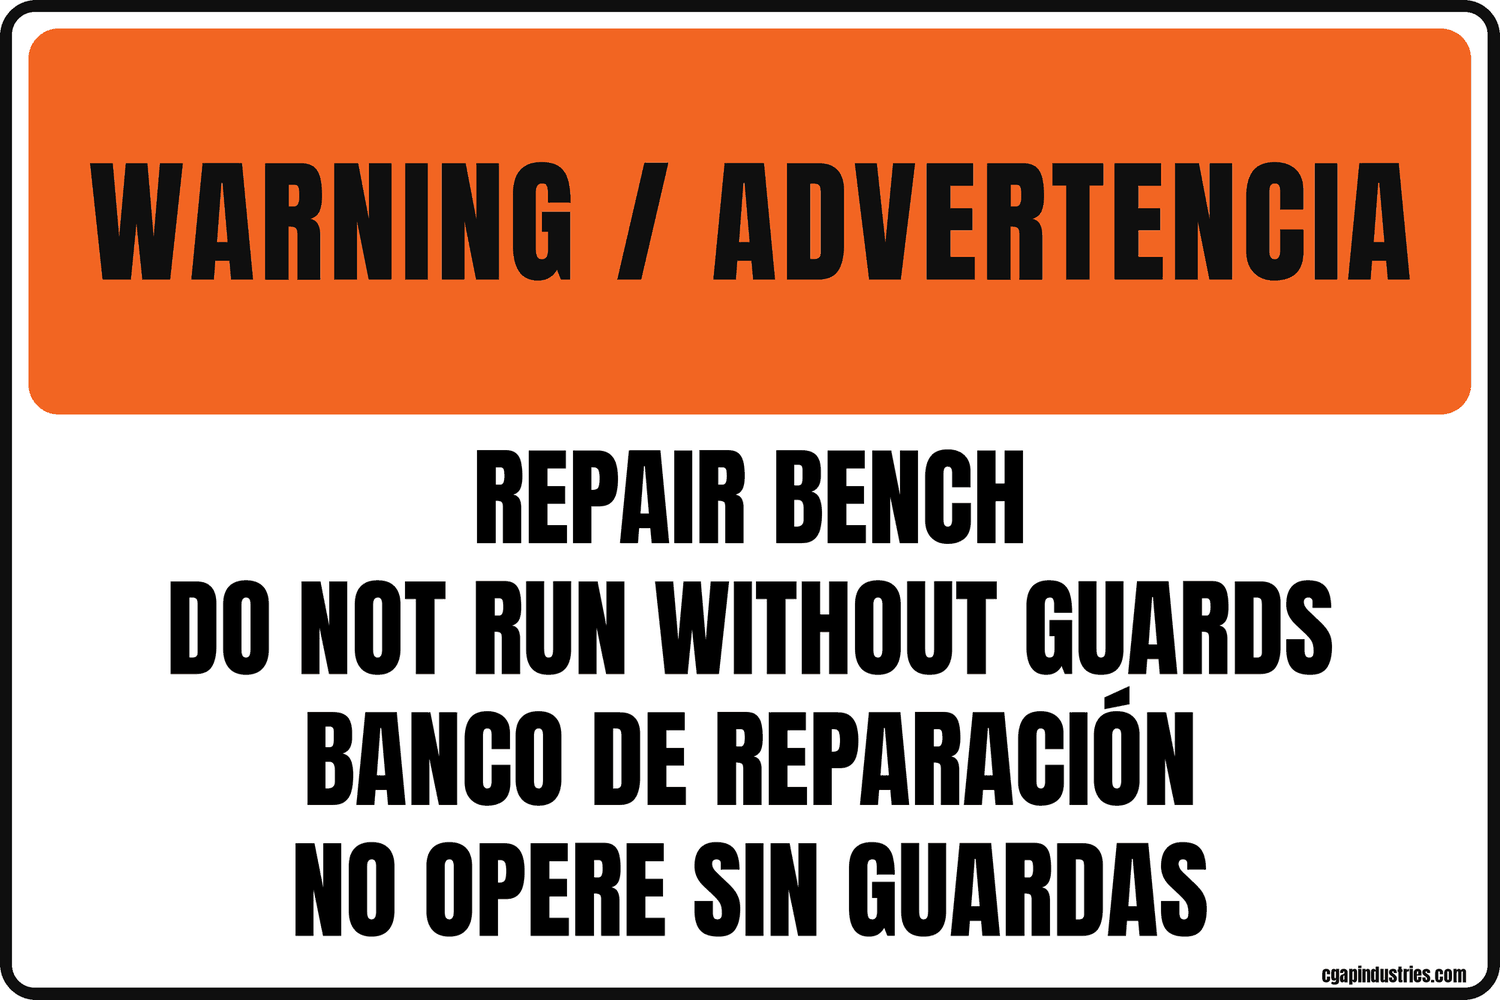 WARNING / ADVERTENCIA
REPAIR BENCH
DO NOT RUN WITHOUT GUARDS
BANCO DE REPARACIÓN
NO OPERE SIN GUARDAS
cgapindustries.com